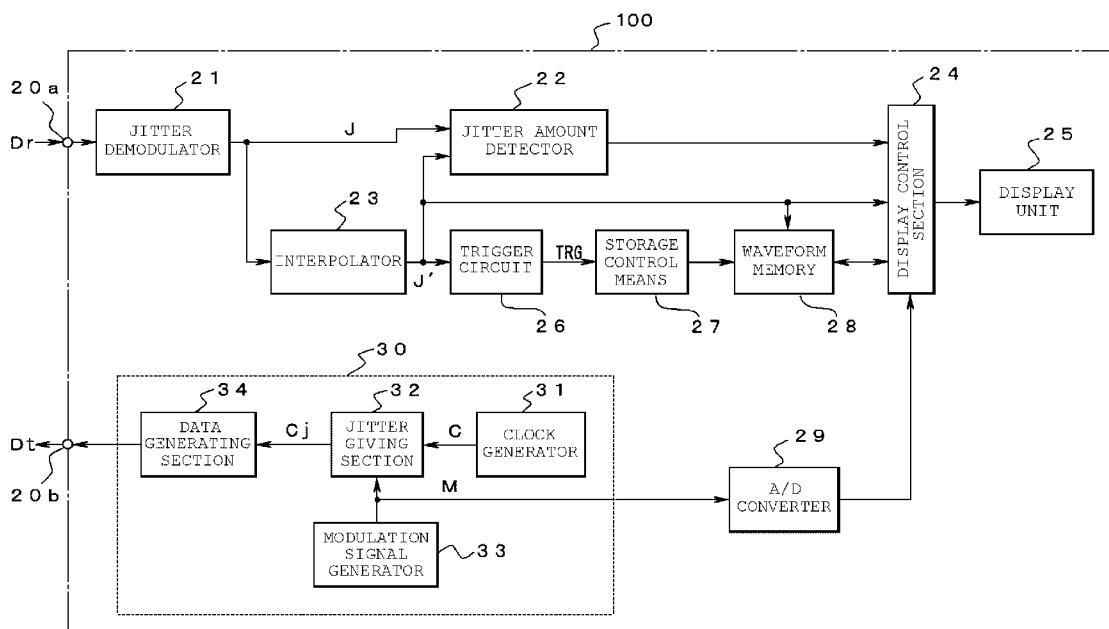 100
20a
21
22
24
25
Dr
JITTER
DEMODULATOR
J
JITTER AMOUNT
DETECTOR
DISPLAY CONTROL
SECTION
DISPLAY
UNIT
23
INTERPOLATOR
J'
TRIGGER
CIRCUIT
TRG
STORAGE
CONTROL
MEANS
WAVEFORM
MEMORY
26
27
28
30
34
32
31
29
Dt
20b
DATA
GENERATING
SECTION
Cj
JITTER
GIVING
SECTION
C
CLOCK
GENERATOR
M
A/D
CONVERTER
MODULATION
SIGNAL
GENERATOR
33